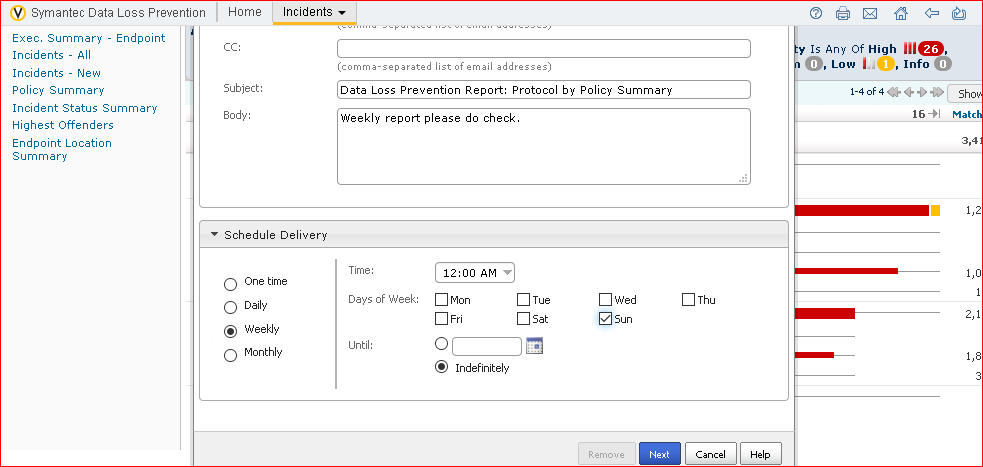 Symantec Data Loss Prevention Home Incidents
Exec. Summary - Endpoint
Incidents - All
Incidents - New
Policy Summary
Incident Status Summary
Highest Offenders
Endpoint Location
Summary
(comma-separated list of email addresses)
CC:
(comma-separated list of email addresses)
Subject: Data Loss Prevention Report: Protocol by Policy Summary
Body: Weekly report please do check.
Schedule Delivery
One time
Daily
Weekly
Monthly
Time: 12:00 AM
Days of Week: Mon Tue Wed Thu
Fri Sat Sun
Until:
Indefinitely
Remove Next Cancel Help
ty Is Any Of High 26,
m 0, Low 1, Info 0
1-4 of 4 Show
16 Match
3,41
1,2
1,0
1
2,1
1,8
3